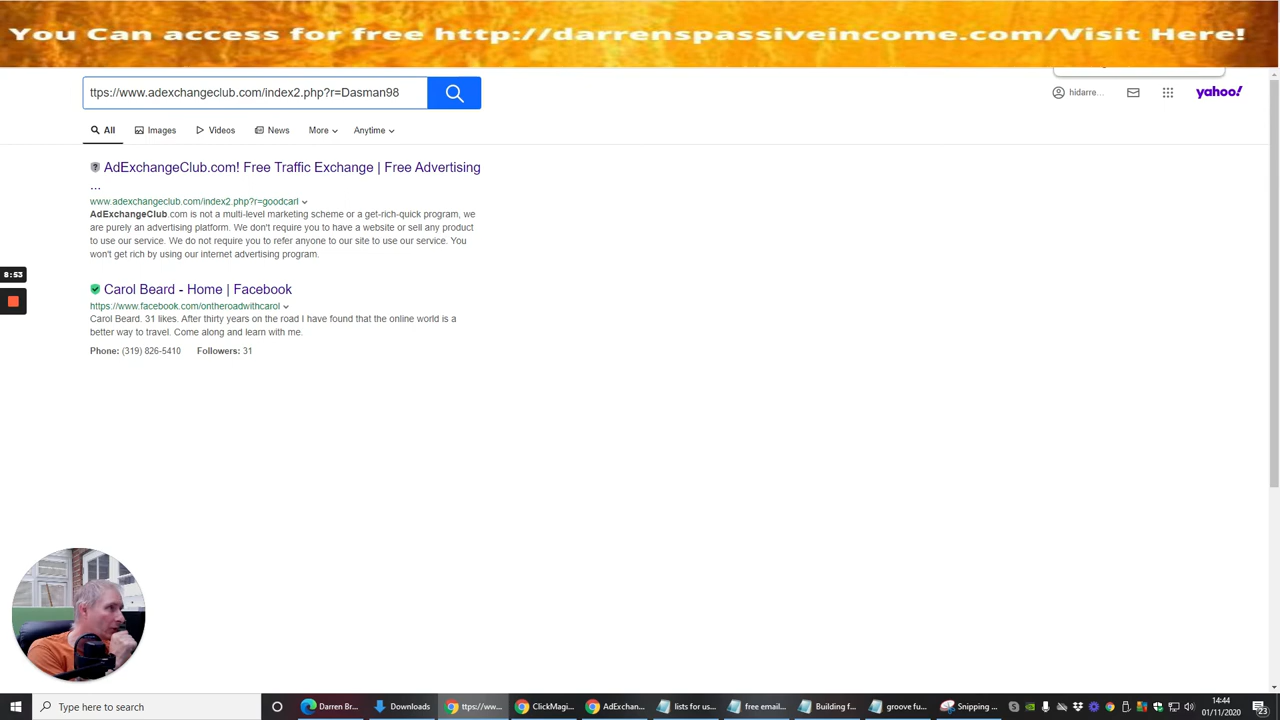 You Can access for free http://darrenspassiveincome.com/Visit Here!
ttps://www.adexchangeclub.com/index2.php?r=Dasman98
hidarre...
yahoo!
All Images Videos News More Anytime
AdExchangeClub.com! Free Traffic Exchange | Free Advertising
...
www.adexchangeclub.com/index2.php?r=goodcarl
AdExchangeClub.com is not a multi-level marketing scheme or a get-rich-quick program, we
are purely an advertising platform. We don't require you to have a website or sell any product
to use our service. We do not require you to refer anyone to our site to use our service. You
won't get rich by using our internet advertising program.
8:53
Carol Beard - Home | Facebook
https://www.facebook.com/ontheroadwithcarol
Carol Beard. 31 likes. After thirty years on the road I have found that the online world is a
better way to travel. Come along and learn with me.
Phone: (319) 826-5410 Followers: 31
Type here to search
Darren Br...
Downloads
ttps://ww...
ClickMagi...
AdExchan...
lists for us...
free email...
Building f...
groove fu...
Snipping ...
14:44
01/11/2020